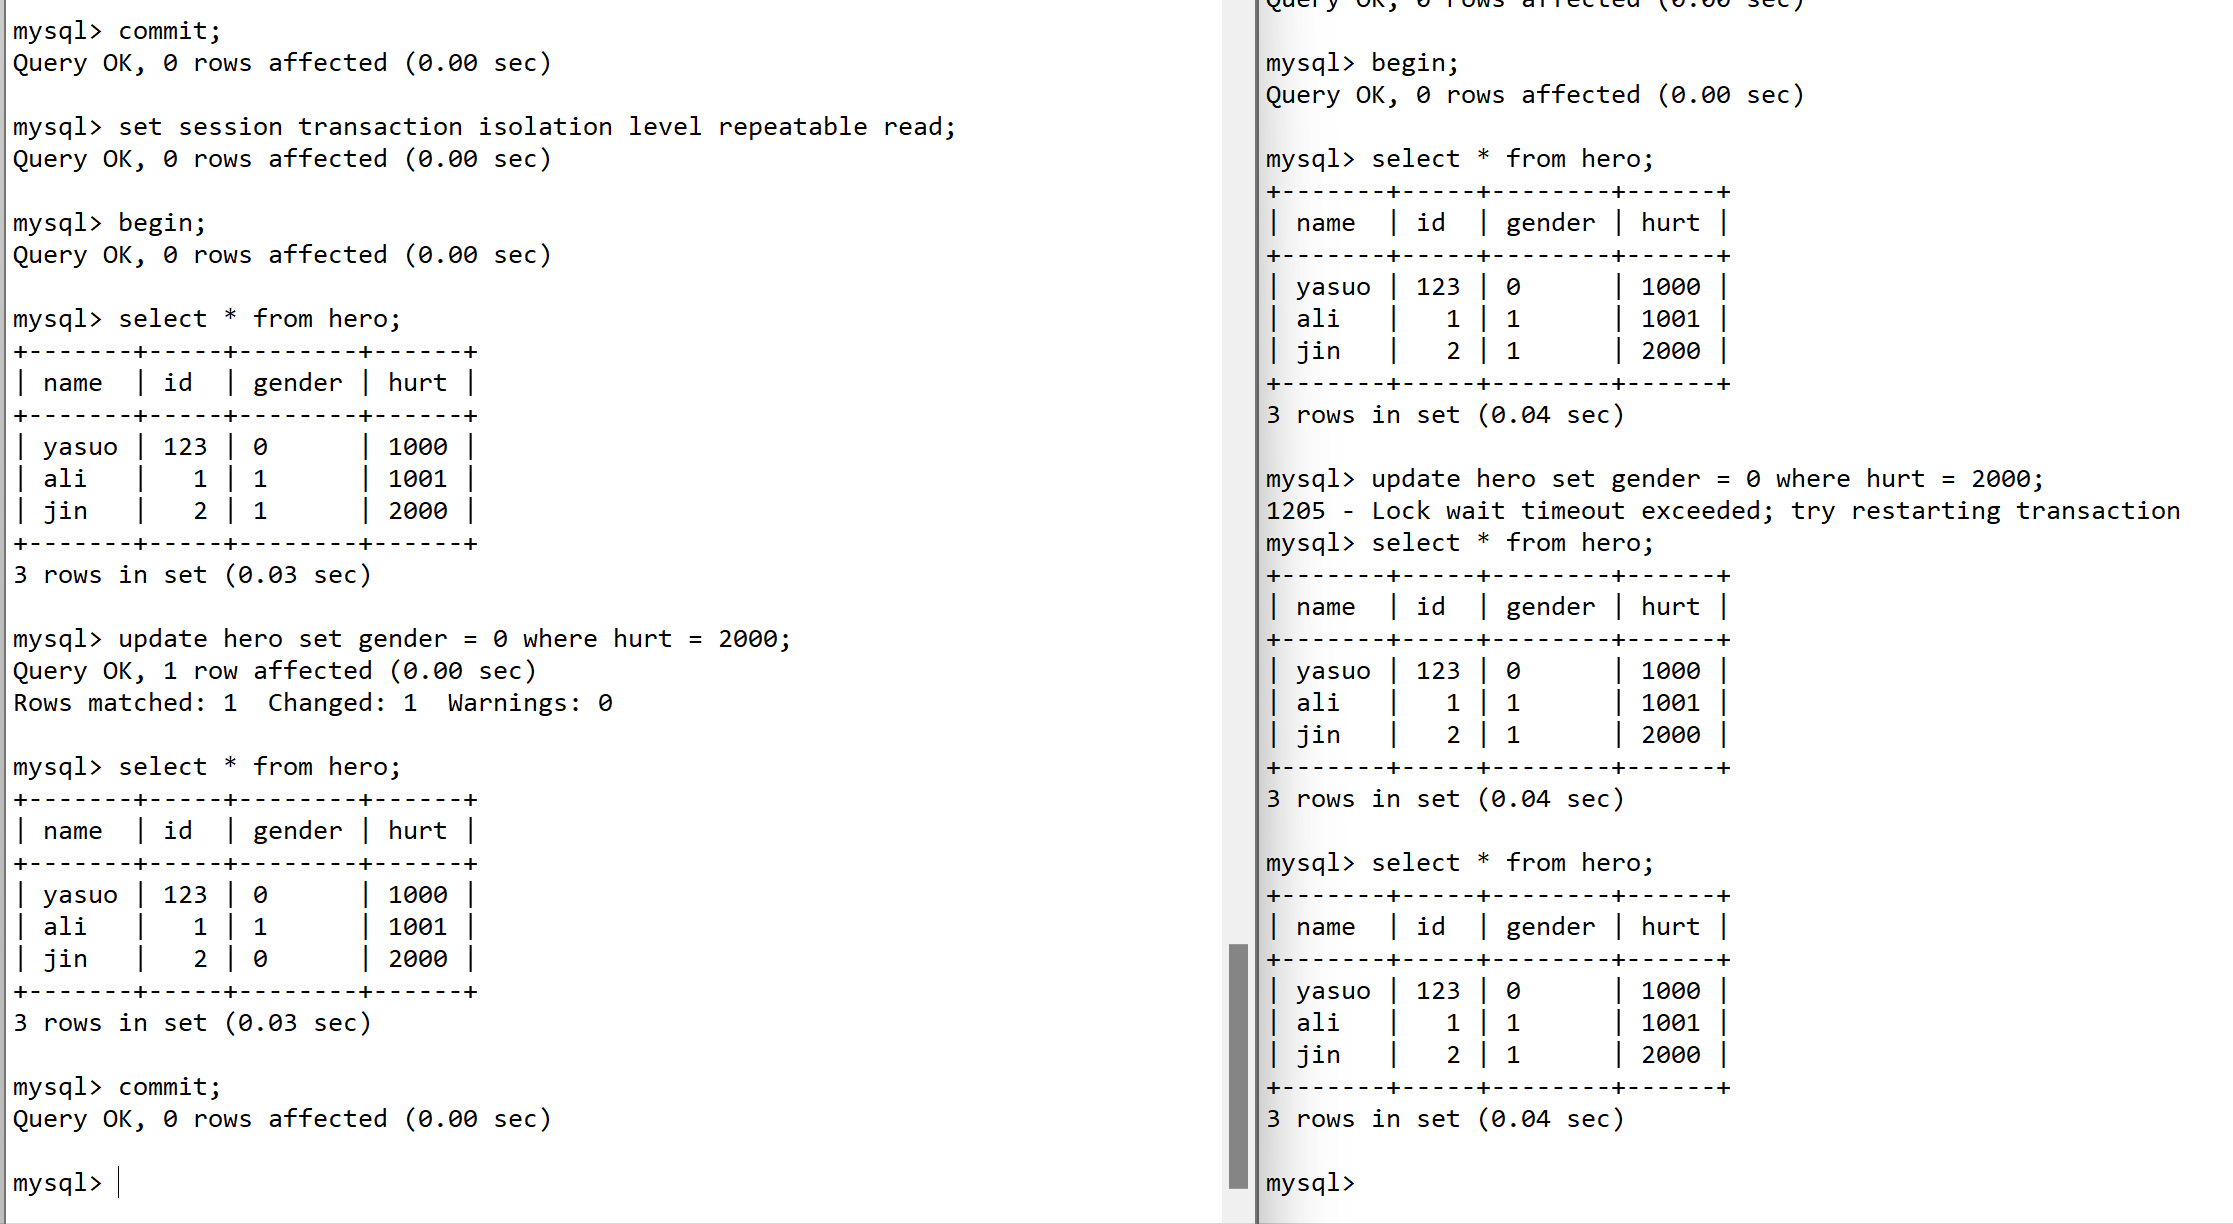 mysql> commit;
Query OK, 0 rows affected (0.00 sec)
mysql> set session transaction isolation level repeatable read;
Query OK, 0 rows affected (0.00 sec)
mysql> begin;
Query OK, 0 rows affected (0.00 sec)
mysql> select * from hero;
+-------+-----+--------+------+
| name  | id  | gender | hurt |
+-------+-----+--------+------+
| yasuo | 123 | 0      | 1000 |
| ali   |   1 | 1      | 1001 |
| jin   |   2 | 1      | 2000 |
+-------+-----+--------+------+
3 rows in set (0.03 sec)
mysql> update hero set gender = 0 where hurt = 2000;
Query OK, 1 row affected (0.00 sec)
Rows matched: 1  Changed: 1  Warnings: 0
mysql> select * from hero;
+-------+-----+--------+------+
| name  | id  | gender | hurt |
+-------+-----+--------+------+
| yasuo | 123 | 0      | 1000 |
| ali   |   1 | 1      | 1001 |
| jin   |   2 | 0      | 2000 |
+-------+-----+--------+------+
3 rows in set (0.03 sec)
mysql> commit;
Query OK, 0 rows affected (0.00 sec)
mysql>
Query OK, 0 rows affected (0.00 sec)
mysql> begin;
Query OK, 0 rows affected (0.00 sec)
mysql> select * from hero;
+-------+-----+--------+------+
| name  | id  | gender | hurt |
+-------+-----+--------+------+
| yasuo | 123 | 0      | 1000 |
| ali   |   1 | 1      | 1001 |
| jin   |   2 | 1      | 2000 |
+-------+-----+--------+------+
3 rows in set (0.04 sec)
mysql> update hero set gender = 0 where hurt = 2000;
1205 - Lock wait timeout exceeded; try restarting transaction
mysql> select * from hero;
+-------+-----+--------+------+
| name  | id  | gender | hurt |
+-------+-----+--------+------+
| yasuo | 123 | 0      | 1000 |
| ali   |   1 | 1      | 1001 |
| jin   |   2 | 1      | 2000 |
+-------+-----+--------+------+
3 rows in set (0.04 sec)
mysql> select * from hero;
+-------+-----+--------+------+
| name  | id  | gender | hurt |
+-------+-----+--------+------+
| yasuo | 123 | 0      | 1000 |
| ali   |   1 | 1      | 1001 |
| jin   |   2 | 1      | 2000 |
+-------+-----+--------+------+
3 rows in set (0.04 sec)
mysql>